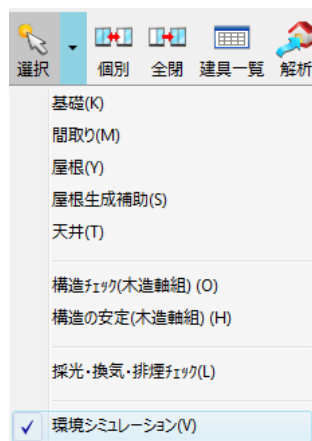 選択 個別 全閉 建具一覧 解析
基礎(K)
間取り(M)
屋根(Y)
屋根生成補助(S)
天井(T)
構造ﾁｪｯｸ(木造軸組) (O)
構造の安定(木造軸組) (H)
採光･換気･排煙ﾁｪｯｸ(L)
環境シミュレーション(V)